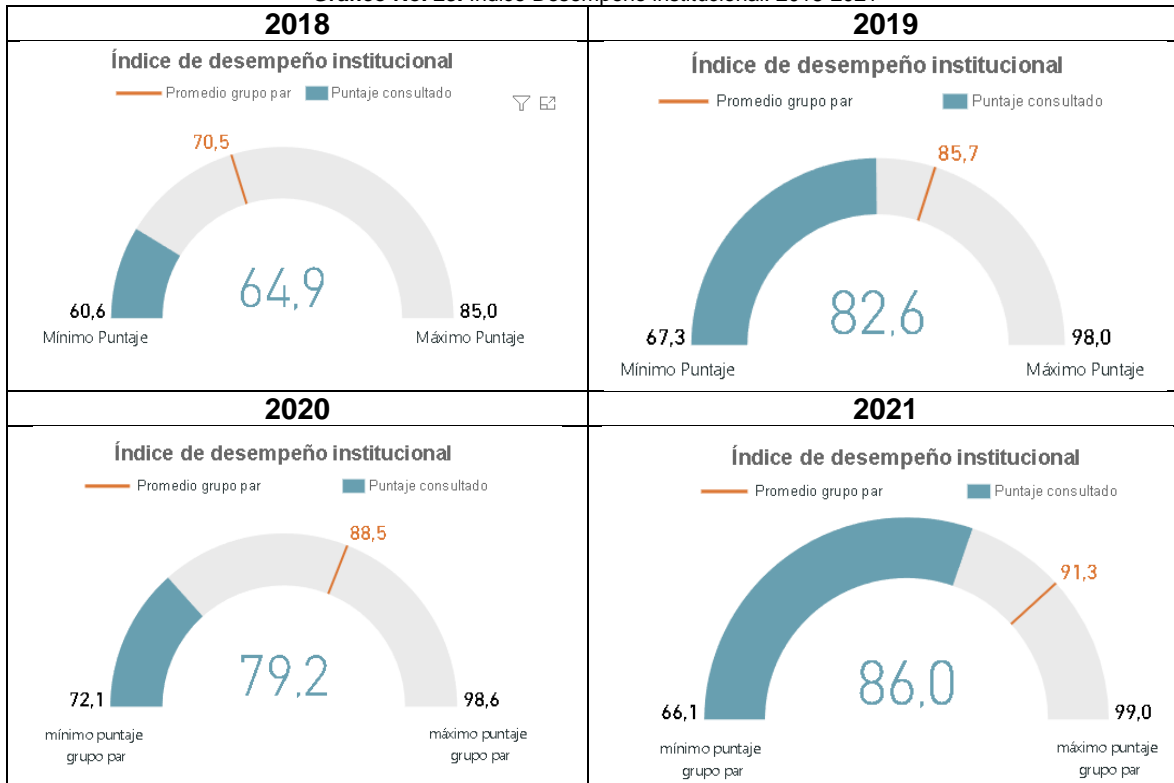 2018
Índice de desempeño institucional
Promedio grupo par Puntaje consultado
70,5
64,9
60,6
85,0
Mínimo Puntaje
Máximo Puntaje
2019
Índice de desempeño institucional
Promedio grupo par Puntaje consultado
85,7
82,6
67,3
98,0
Mínimo Puntaje
Máximo Puntaje
2020
Índice de desempeño institucional
Promedio grupo par Puntaje consultado
88,5
79,2
72,1
98,6
mínimo puntaje
grupo par
máximo puntaje
grupo par
2021
Índice de desempeño institucional
Promedio grupo par Puntaje consultado
91,3
86,0
66,1
99,0
mínimo puntaje
grupo par
máximo puntaje
grupo par